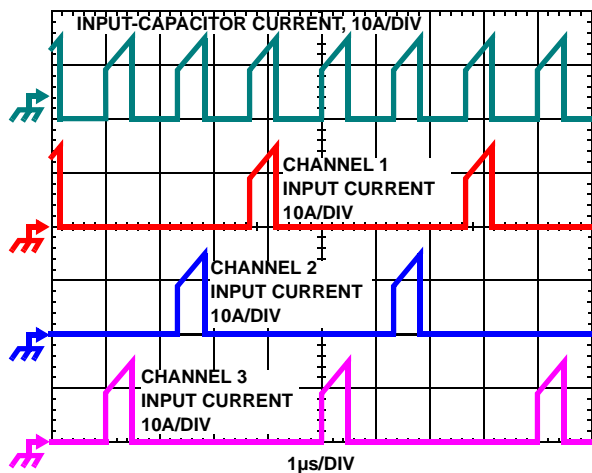 INPUT-CAPACITOR CURRENT, 10A/DIV
CHANNEL 1
INPUT CURRENT
10A/DIV
CHANNEL 2
INPUT CURRENT
10A/DIV
CHANNEL 3
INPUT CURRENT
10A/DIV
1µs/DIV